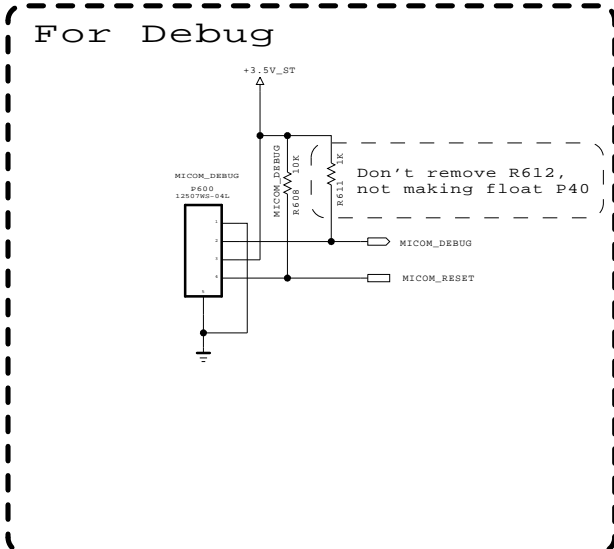 For Debug
+3.5V_ST
MICOM_DEBUG
10K
R608
1K
R611
Don't remove R612,
not making float P40
MICOM_DEBUG
P600
12507WS-04L
1
2
3
4
5
MICOM_DEBUG
MICOM_RESET